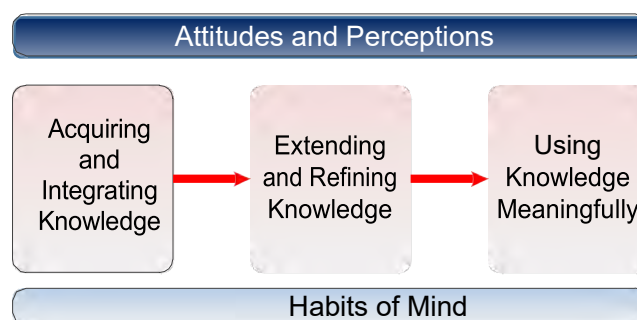 Attitudes and Perceptions
Acquiring
and
Integrating
Knowledge
Extending
and Refining
Knowledge
Using
Knowledge
Meaningfully
Habits of Mind